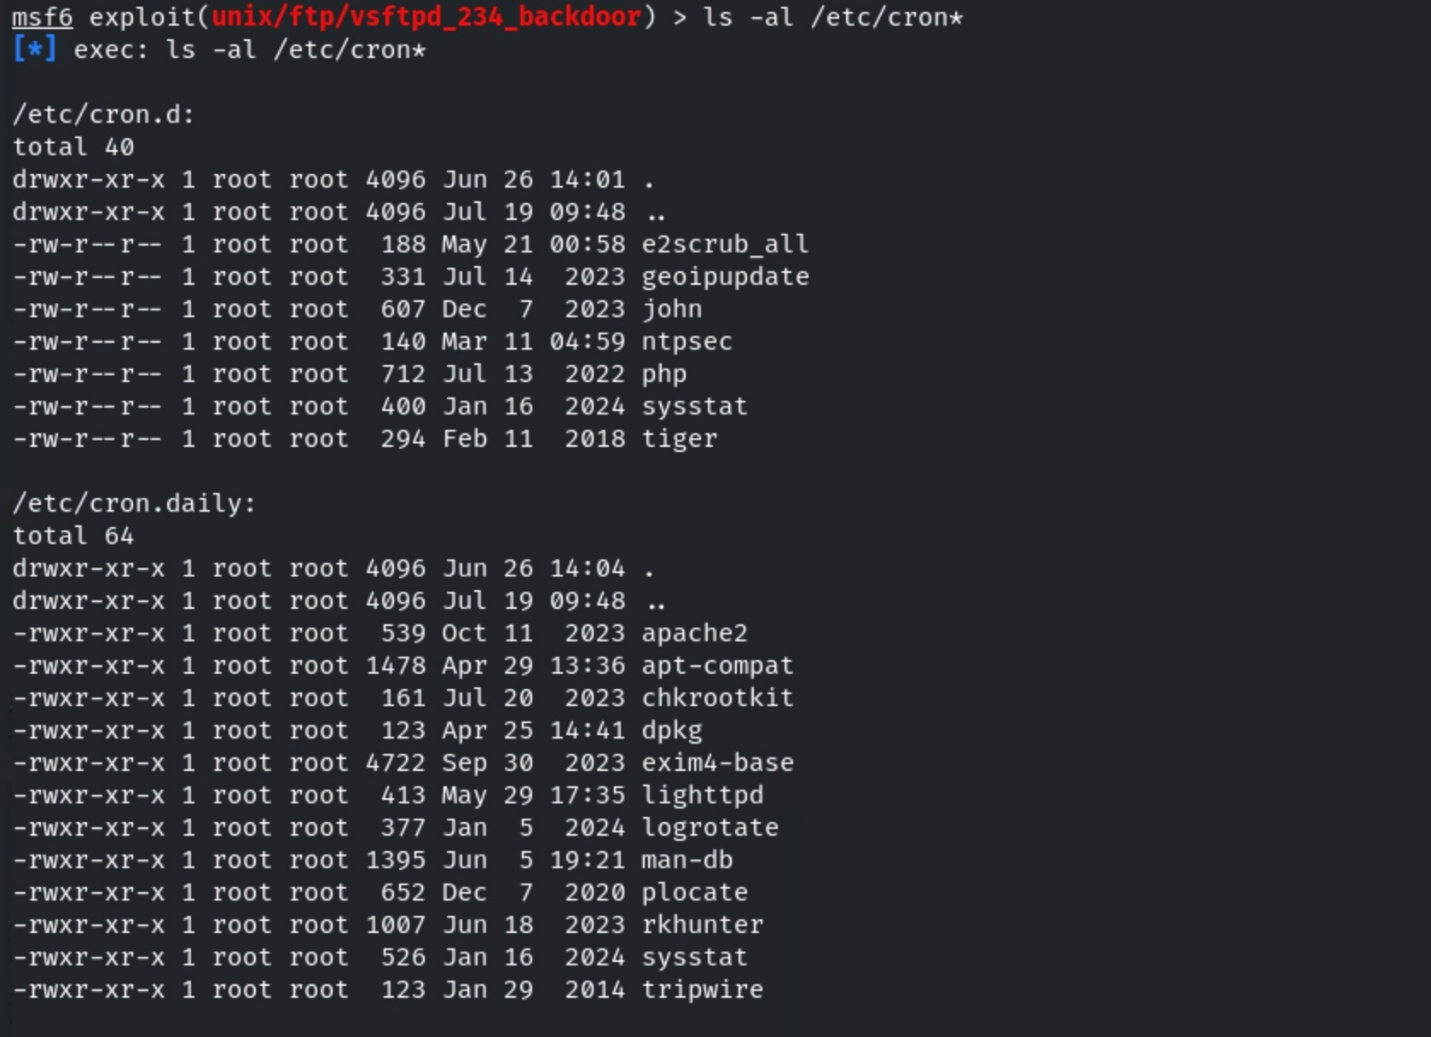 msf6 exploit(unix/ftp/vsftpd_234_backdoor) > ls -al /etc/cron*
[*] exec: ls -al /etc/cron*
/etc/cron.d:
total 40
drwxr-xr-x 1 root root 4096 Jun 26 14:01 .
drwxr-xr-x 1 root root 4096 Jul 19 09:48 ..
-rw-r--r-- 1 root root  188 May 21 00:58 e2scrub_all
-rw-r--r-- 1 root root  331 Jul 14  2023 geoipupdate
-rw-r--r-- 1 root root  607 Dec  7  2023 john
-rw-r--r-- 1 root root  140 Mar 11 04:59 ntpsec
-rw-r--r-- 1 root root  712 Jul 13  2022 php
-rw-r--r-- 1 root root  400 Jan 16  2024 sysstat
-rw-r--r-- 1 root root  294 Feb 11  2018 tiger
/etc/cron.daily:
total 64
drwxr-xr-x 1 root root 4096 Jun 26 14:04 .
drwxr-xr-x 1 root root 4096 Jul 19 09:48 ..
-rwxr-xr-x 1 root root  539 Oct 11  2023 apache2
-rwxr-xr-x 1 root root 1478 Apr 29 13:36 apt-compat
-rwxr-xr-x 1 root root  161 Jul 20  2023 chkrootkit
-rwxr-xr-x 1 root root  123 Apr 25 14:41 dpkg
-rwxr-xr-x 1 root root 4722 Sep 30  2023 exim4-base
-rwxr-xr-x 1 root root  413 May 29 17:35 lighttpd
-rwxr-xr-x 1 root root  377 Jan  5  2024 logrotate
-rwxr-xr-x 1 root root 1395 Jun  5 19:21 man-db
-rwxr-xr-x 1 root root  652 Dec  7  2020 plocate
-rwxr-xr-x 1 root root 1007 Jun 18  2023 rkhunter
-rwxr-xr-x 1 root root  526 Jan 16  2024 sysstat
-rwxr-xr-x 1 root root  123 Jan 29  2014 tripwire